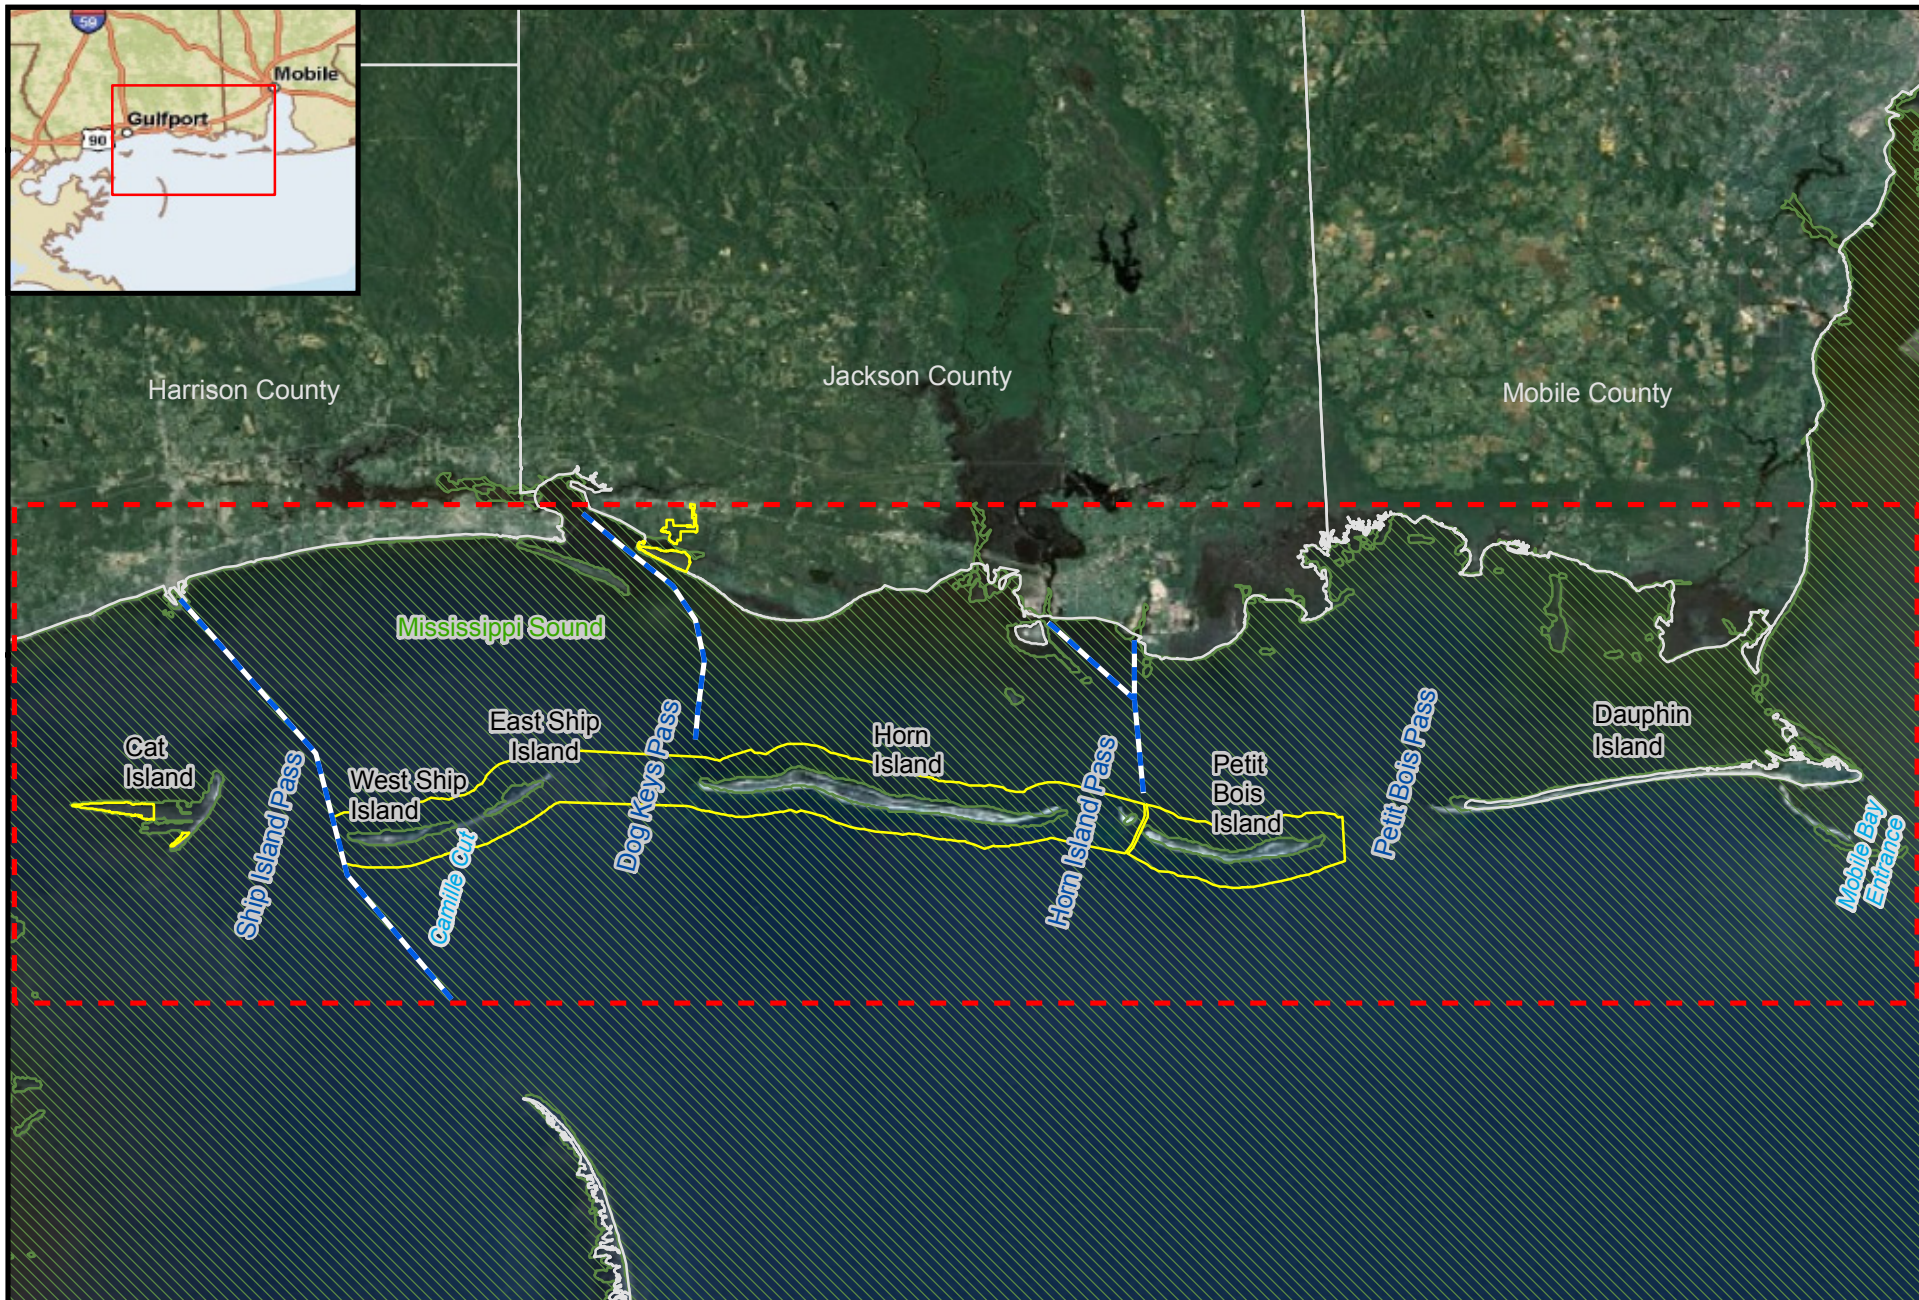 59
Mobile
Gulfport
90
Harrison County
Jackson County
Mobile County
Mississippi Sound
Cat
Island
Ship Island Pass
West Ship
Island
East Ship
Island
Camille Cut
Dog Keys Pass
Horn
Island
Horn Island Pass
Petit
Bois
Island
Petit Bois Pass
Dauphin
Island
Mobile Bay
Entrance